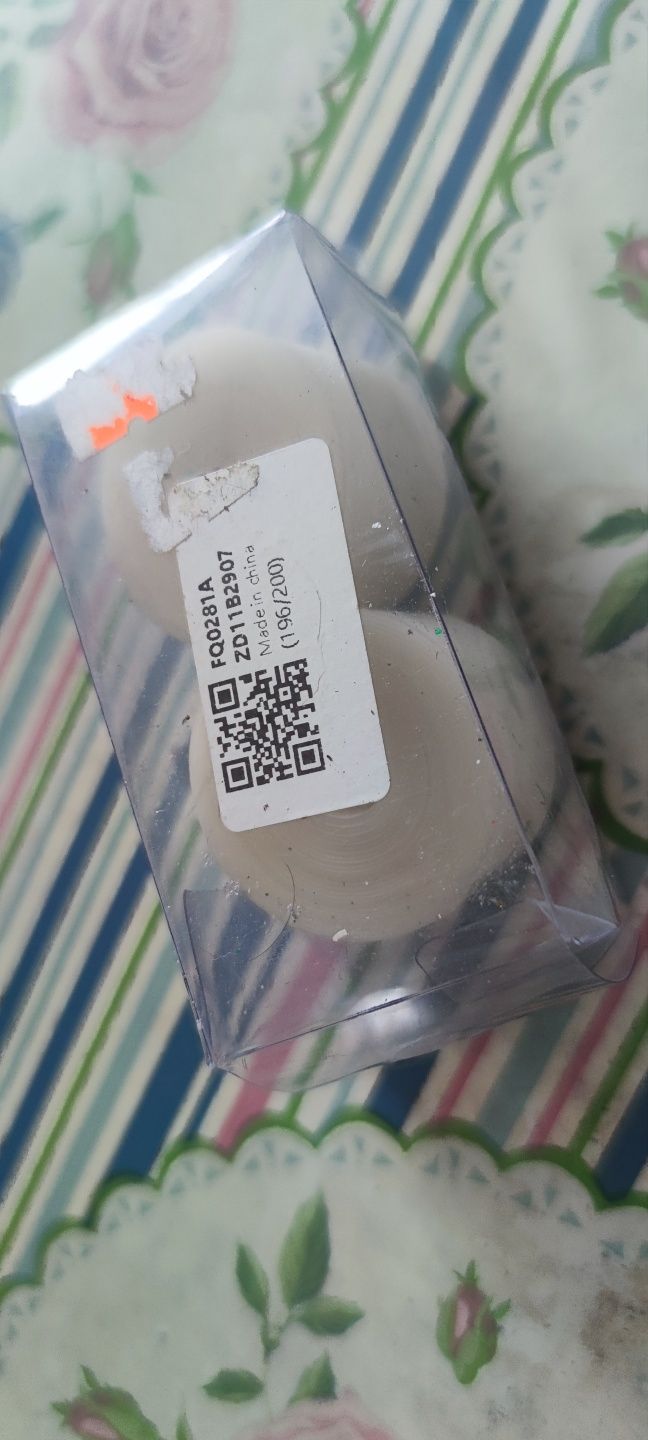 FQ0281A
ZD11B2907
Made in china
(196/200)